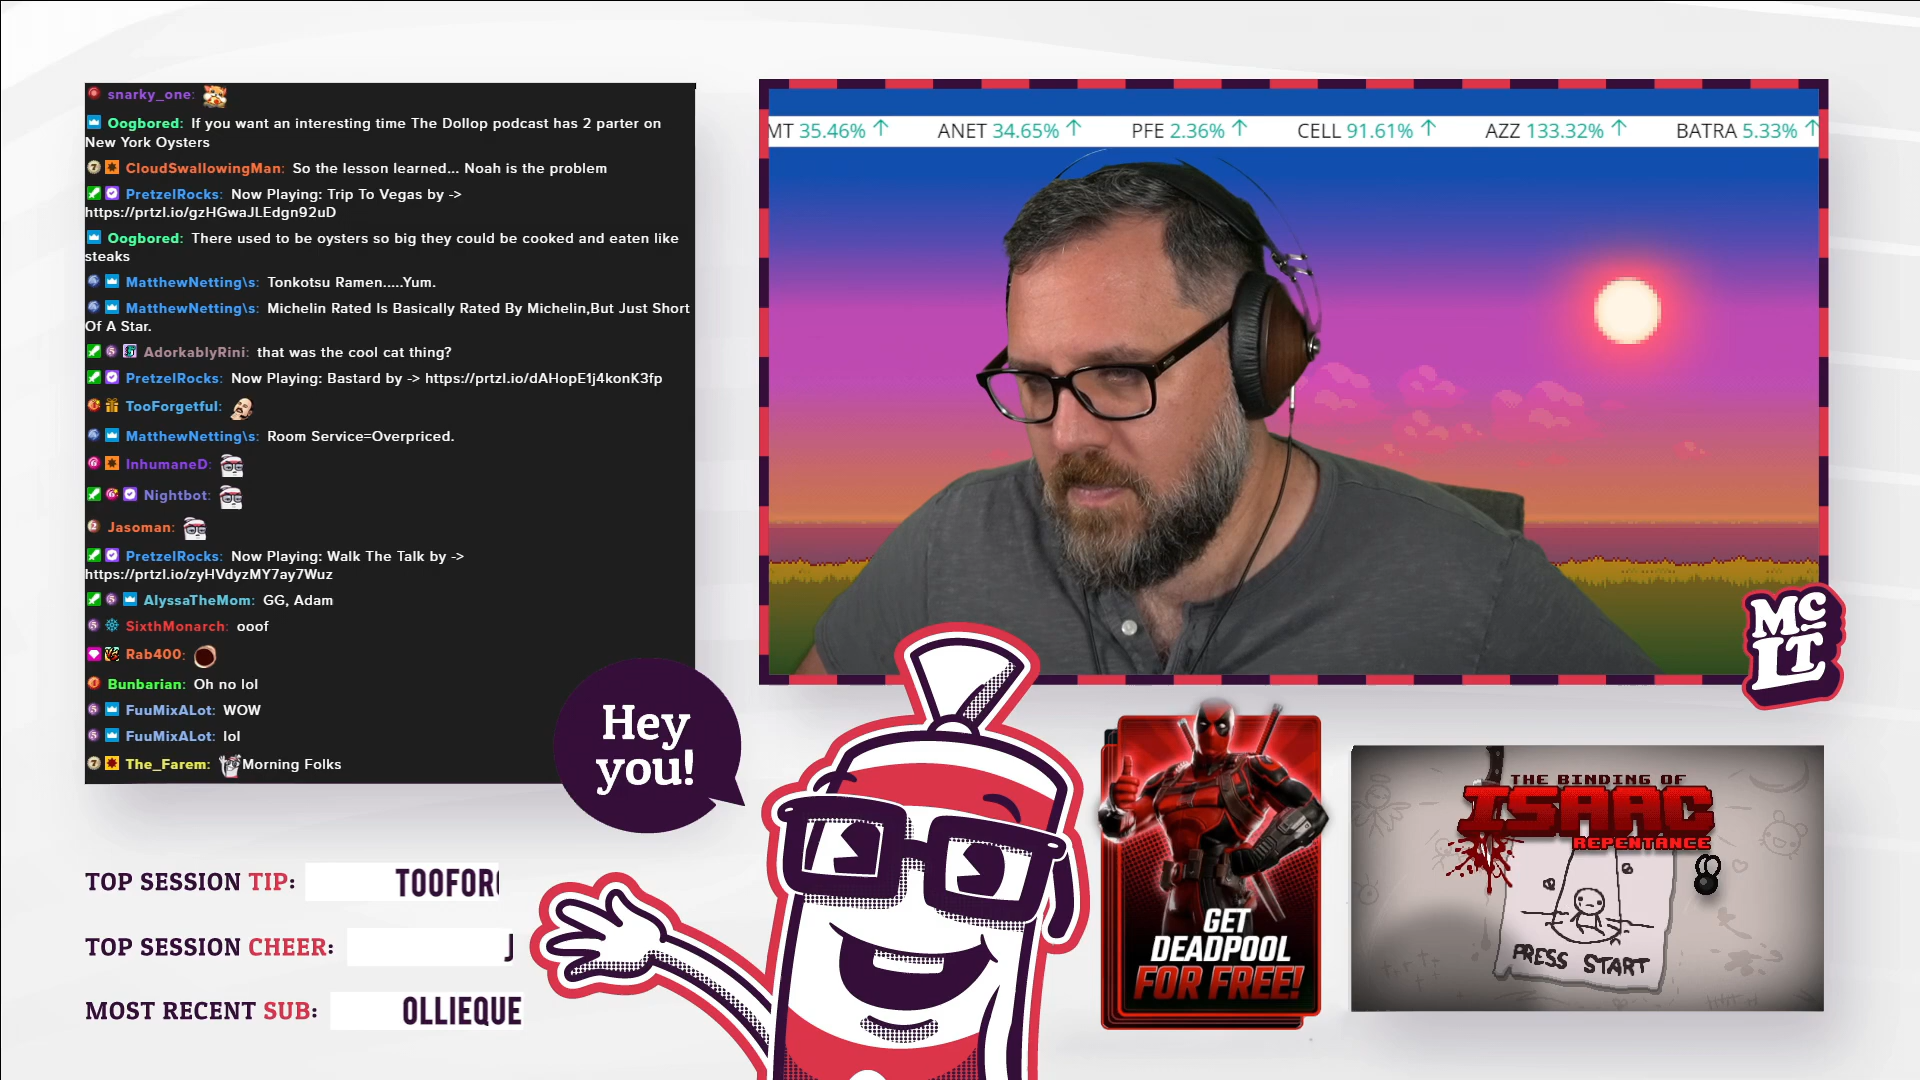 snarky_one:
Oogbored: If you want an interesting time The Dollop podcast has 2 parter on
New York Oysters
CloudSwallowingMan: So the lesson learned... Noah is the problem
PretzelRocks: Now Playing: Trip To Vegas by ->
https://prtzl.io/gzHGwaJLEdgn92uD
Oogbored: There used to be oysters so big they could be cooked and eaten like
steaks
MatthewNetting\s: Tonkotsu Ramen.....Yum.
MatthewNetting\s: Michelin Rated Is Basically Rated By Michelin,But Just Short
Of A Star.
AdorkablyRini: that was the cool cat thing?
PretzelRocks: Now Playing: Bastard by -> https://prtzl.io/dAHopE1j4konK3fp
TooForgetful:
MatthewNetting\s: Room Service=Overpriced.
InhumaneD:
Nightbot:
Jasoman:
PretzelRocks: Now Playing: Walk The Talk by ->
https://prtzl.io/zyHVdyzMY7ay7Wuz
AlyssaTheMom: GG, Adam
SixthMonarch: ooof
Rab400:
Bunbarian: Oh no lol
FuuMixALot: WOW
FuuMixALot: lol
The_Farem: Morning Folks
MT 35.46% ↑ ANET 34.65% ↑ PFE 2.36% ↑ CELL 91.61% ↑ AZZ 133.32% ↑ BATRA 5.33% ↑
McLT
Hey
you!
TOP SESSION TIP: TOOFOR
TOP SESSION CHEER: J
MOST RECENT SUB: OLLIEQUE
GET
DEADPOOL
FOR FREE!
THE BINDING OF
ISAAC
REPENTANCE
PRESS START